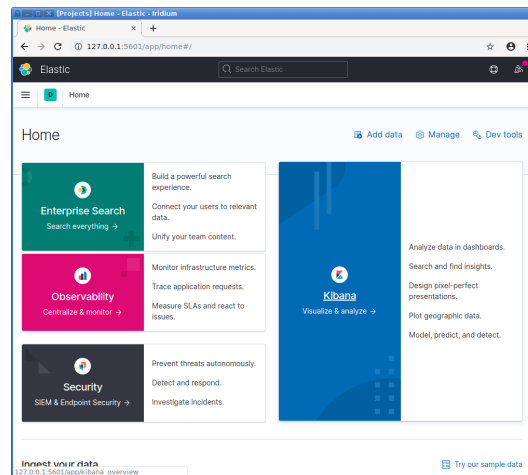 [Projects] Home - Elastic - Iridium
Home - Elastic
127.0.0.1:5601/app/home#/
Elastic
Search Elastic
D
Home
Home
Add data
Manage
Dev tools
Enterprise Search
Search everything →
Build a powerful search
experience.
Connect your users to relevant
data.
Unify your team content.
Observability
Centralize & monitor →
Monitor infrastructure metrics.
Trace application requests.
Measure SLAs and react to
issues.
Security
SIEM & Endpoint Security →
Prevent threats autonomously.
Detect and respond.
Investigate incidents.
Kibana
Visualize & analyze →
Analyze data in dashboards.
Search and find insights.
Design pixel-perfect
presentations.
Plot geographic data.
Model, predict, and detect.
Ingest your data
Try our sample data
127.0.0.1:5601/app/kibana_overview